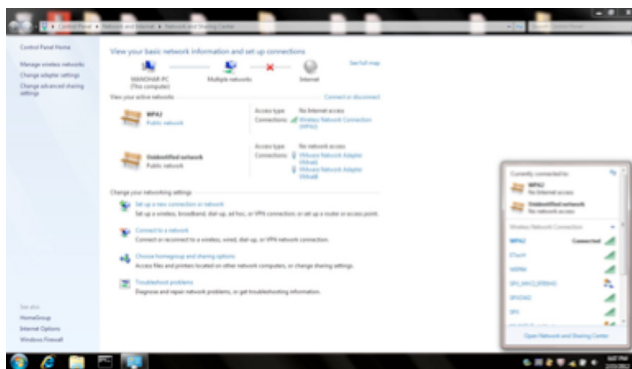 Control Panel ▸ Network and Internet ▸ Network and Sharing Center
Control Panel Home
Manage wireless networks
Change adapter settings
Change advanced sharing
settings
View your basic network information and set up connections
See full map
MANOHAR-PC
(This computer)
Multiple networks
Internet
View your active networks
Connect or disconnect
WPA2
Public network
Access type: No Internet access
Connections: Wireless Network Connection
(WPA2)
Unidentified network
Public network
Access type: No network access
Connections: VMware Network Adapter
VMnet1
VMware Network Adapter
VMnet8
Change your networking settings
Set up a new connection or network
Set up a wireless, broadband, dial-up, ad hoc, or VPN connection; or set up a router or access point.
Connect to a network
Connect or reconnect to a wireless, wired, dial-up, or VPN network connection.
Choose homegroup and sharing options
Access files and printers located on other network computers, or change sharing settings.
Troubleshoot problems
Diagnose and repair network problems, or get troubleshooting information.
See also
HomeGroup
Internet Options
Windows Firewall
Currently connected to:
WPA2
No Internet access
Unidentified network
No network access
Wireless Network Connection
WPA2 Connected
Open Network and Sharing Center